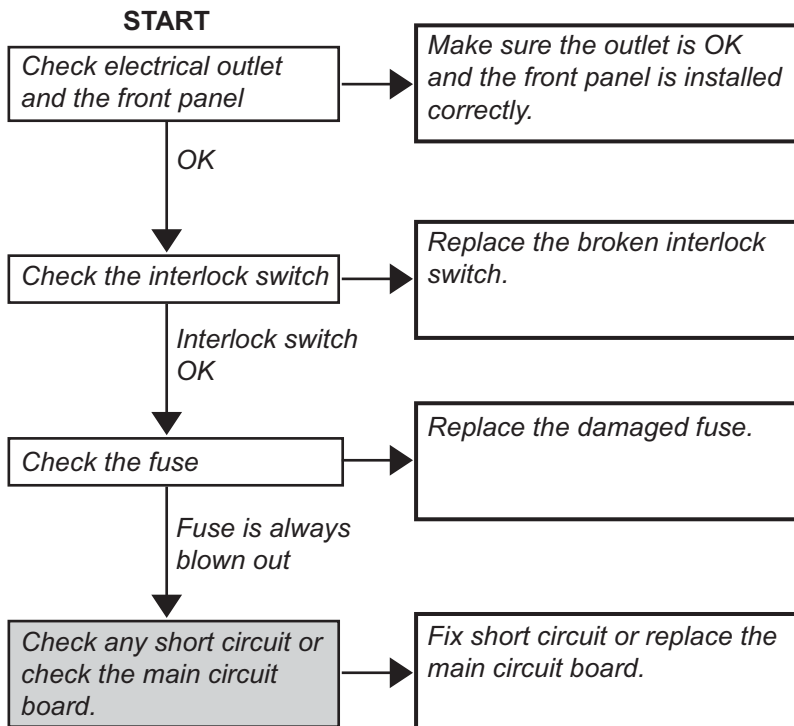 START
Check electrical outlet
and the front panel
Make sure the outlet is OK
and the front panel is installed
correctly.
OK
Check the interlock switch
Replace the broken interlock
switch.
Interlock switch
OK
Check the fuse
Replace the damaged fuse.
Fuse is always
blown out
Check any short circuit or
check the main circuit
board.
Fix short circuit or replace the
main circuit board.